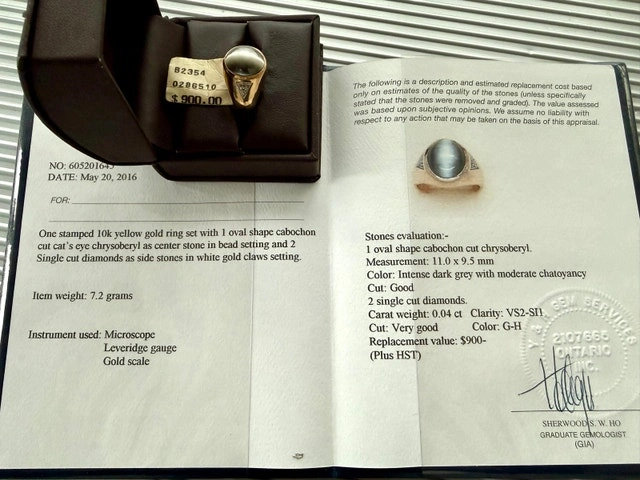 82354
0286510
$900.00
NO: 605201645
DATE: May 20, 2016
FOR:
One stamped 10k yellow gold ring set with 1 oval shape cabochon
cut cat's eye chrysoberyl as center stone in bead setting and 2
Single cut diamonds as side stones in white gold claws setting.
Item weight: 7.2 grams
Instrument used: Microscope
Leveridge gauge
Gold scale
The following is a description and estimated replacement cost based
only on estimates of the quality of the stones (unless specifically
stated that the stones were removed and graded). The value assessed
was based upon subjective opinions. We assume no liability with
respect to any action that may be taken on the basis of this appraisal.
Stones evaluation:-
1 oval shape cabochon cut chrysoberyl.
Measurement: 11.0 x 9.5 mm
Color: Intense dark grey with moderate chatoyancy
Cut: Good
2 single cut diamonds.
Carat weight: 0.04 ct Clarity: VS2-SI1
Cut: Very good Color: G-H
Replacement value: $900-
(Plus HST)
GEM SERVICES
2107665
ONTARIO
INC.
SHERWOOD S. W. HO
GRADUATE GEMOLOGIST
(GIA)